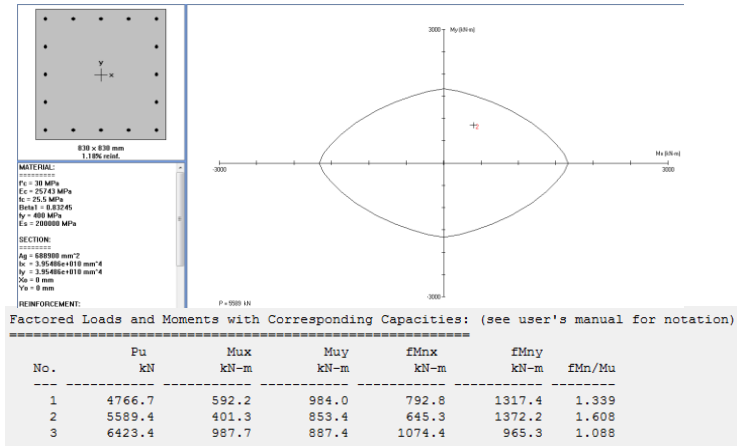 Y
x
830 x 830 mm
1.18% reinf.
MATERIAL:
=========
f'c = 30 MPa
Ec = 25743 MPa
fc = 25.5 MPa
Beta1 = 0.83245
fy = 400 MPa
Es = 200000 MPa
SECTION:
========
Ag = 688900 mm^2
Ix = 3.95486e+010 mm^4
Iy = 3.95486e+010 mm^4
Xo = 0 mm
Yo = 0 mm
REINFORCEMENT:
3000
My (kN-m)
2
Mx (kN-m)
-3000
3000
-3000
P = 5589 kN
Factored Loads and Moments with Corresponding Capacities: (see user's manual for notation)
Pu Mux Muy fMnx fMny
No. kN kN-m kN-m kN-m kN-m fMn/Mu
1 4766.7 592.2 984.0 792.8 1317.4 1.339
2 5589.4 401.3 853.4 645.3 1372.2 1.608
3 6423.4 987.7 887.4 1074.4 965.3 1.088